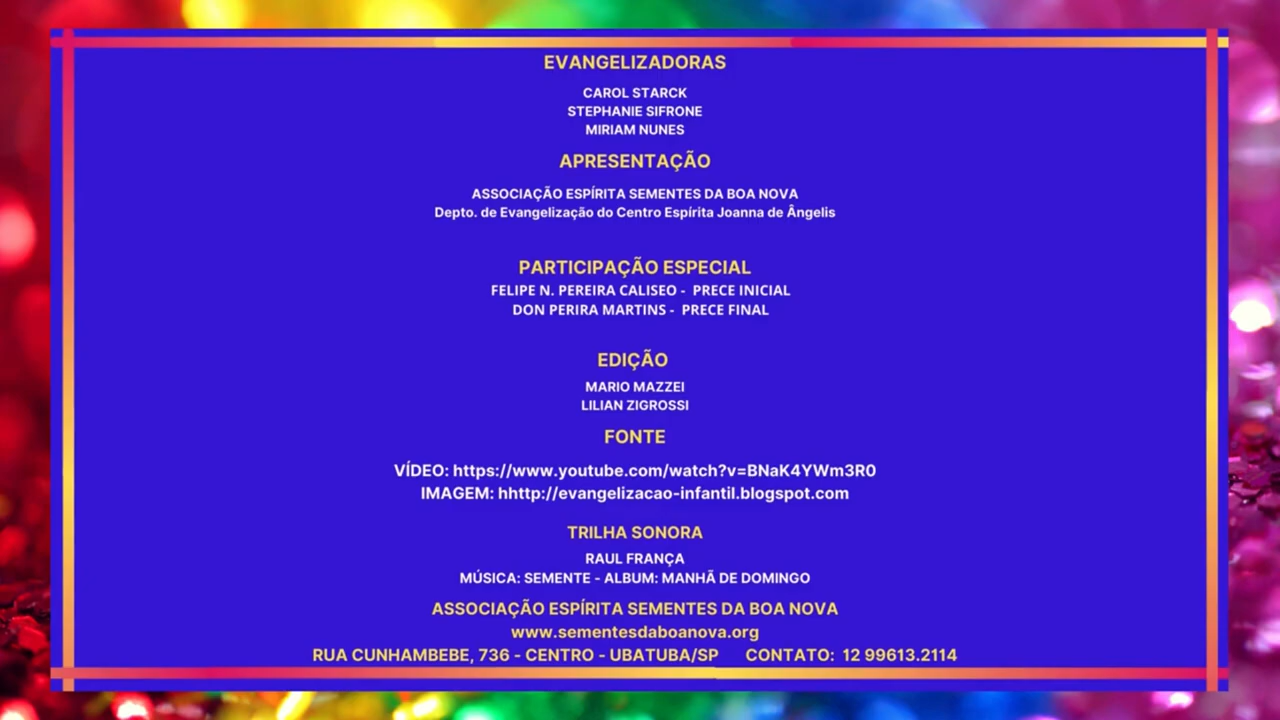 EVANGELIZADORAS
CAROL STARCK
STEPHANIE SIFRONE
MIRIAM NUNES
APRESENTAÇÃO
ASSOCIAÇÃO ESPÍRITA SEMENTES DA BOA NOVA
Depto. de Evangelização do Centro Espírita Joanna de Ângelis
PARTICIPAÇÃO ESPECIAL
FELIPE N. PEREIRA CALISEO - PRECE INICIAL
DON PERIRA MARTINS - PRECE FINAL
EDIÇÃO
MARIO MAZZEI
LILIAN ZIGROSSI
FONTE
VÍDEO: https://www.youtube.com/watch?v=BNaK4YWm3R0
IMAGEM: hhttp://evangelizacao-infantil.blogspot.com
TRILHA SONORA
RAUL FRANÇA
MÚSICA: SEMENTE - ALBUM: MANHÃ DE DOMINGO
ASSOCIAÇÃO ESPÍRITA SEMENTES DA BOA NOVA
www.sementesdaboanova.org
RUA CUNHAMBEBE, 736 - CENTRO - UBATUBA/SP CONTATO: 12 99613.2114